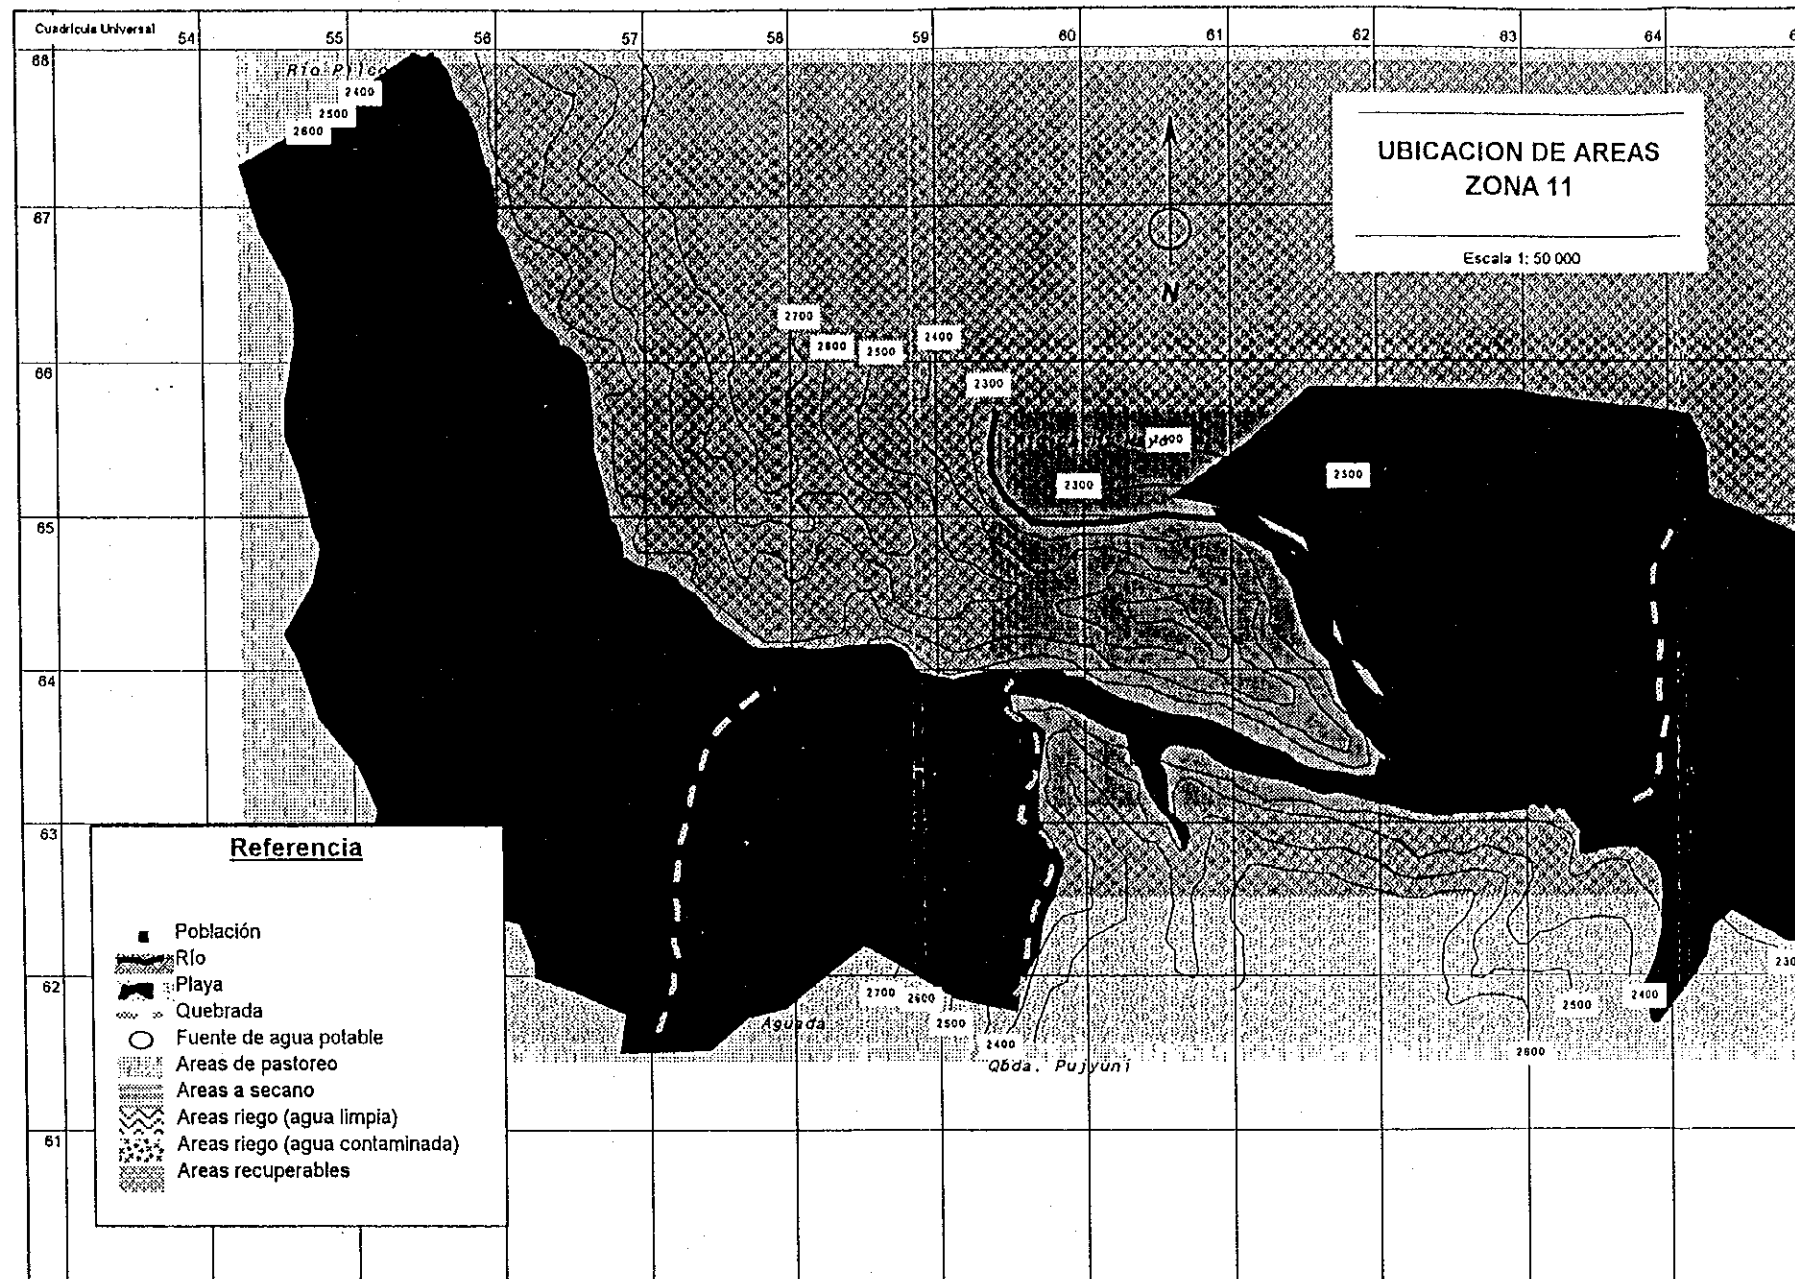 Cuadrícula Universal
54 55 56 57 58 59 60 61 62 63 64
68
67
66
65
64
63
62
61
Río Pilco
2400
2500
2600
UBICACION DE AREAS
ZONA 11
Escala 1: 50 000
N
2700
2600
2500
2400
2300
2300
2300
Referencia
Población
Río
Playa
Quebrada
Fuente de agua potable
Areas de pastoreo
Areas a secano
Areas riego (agua limpia)
Areas riego (agua contaminada)
Areas recuperables
2700
2600
2500
2400
Aguada
Qbda. Pujyuni
2500
2400
2600